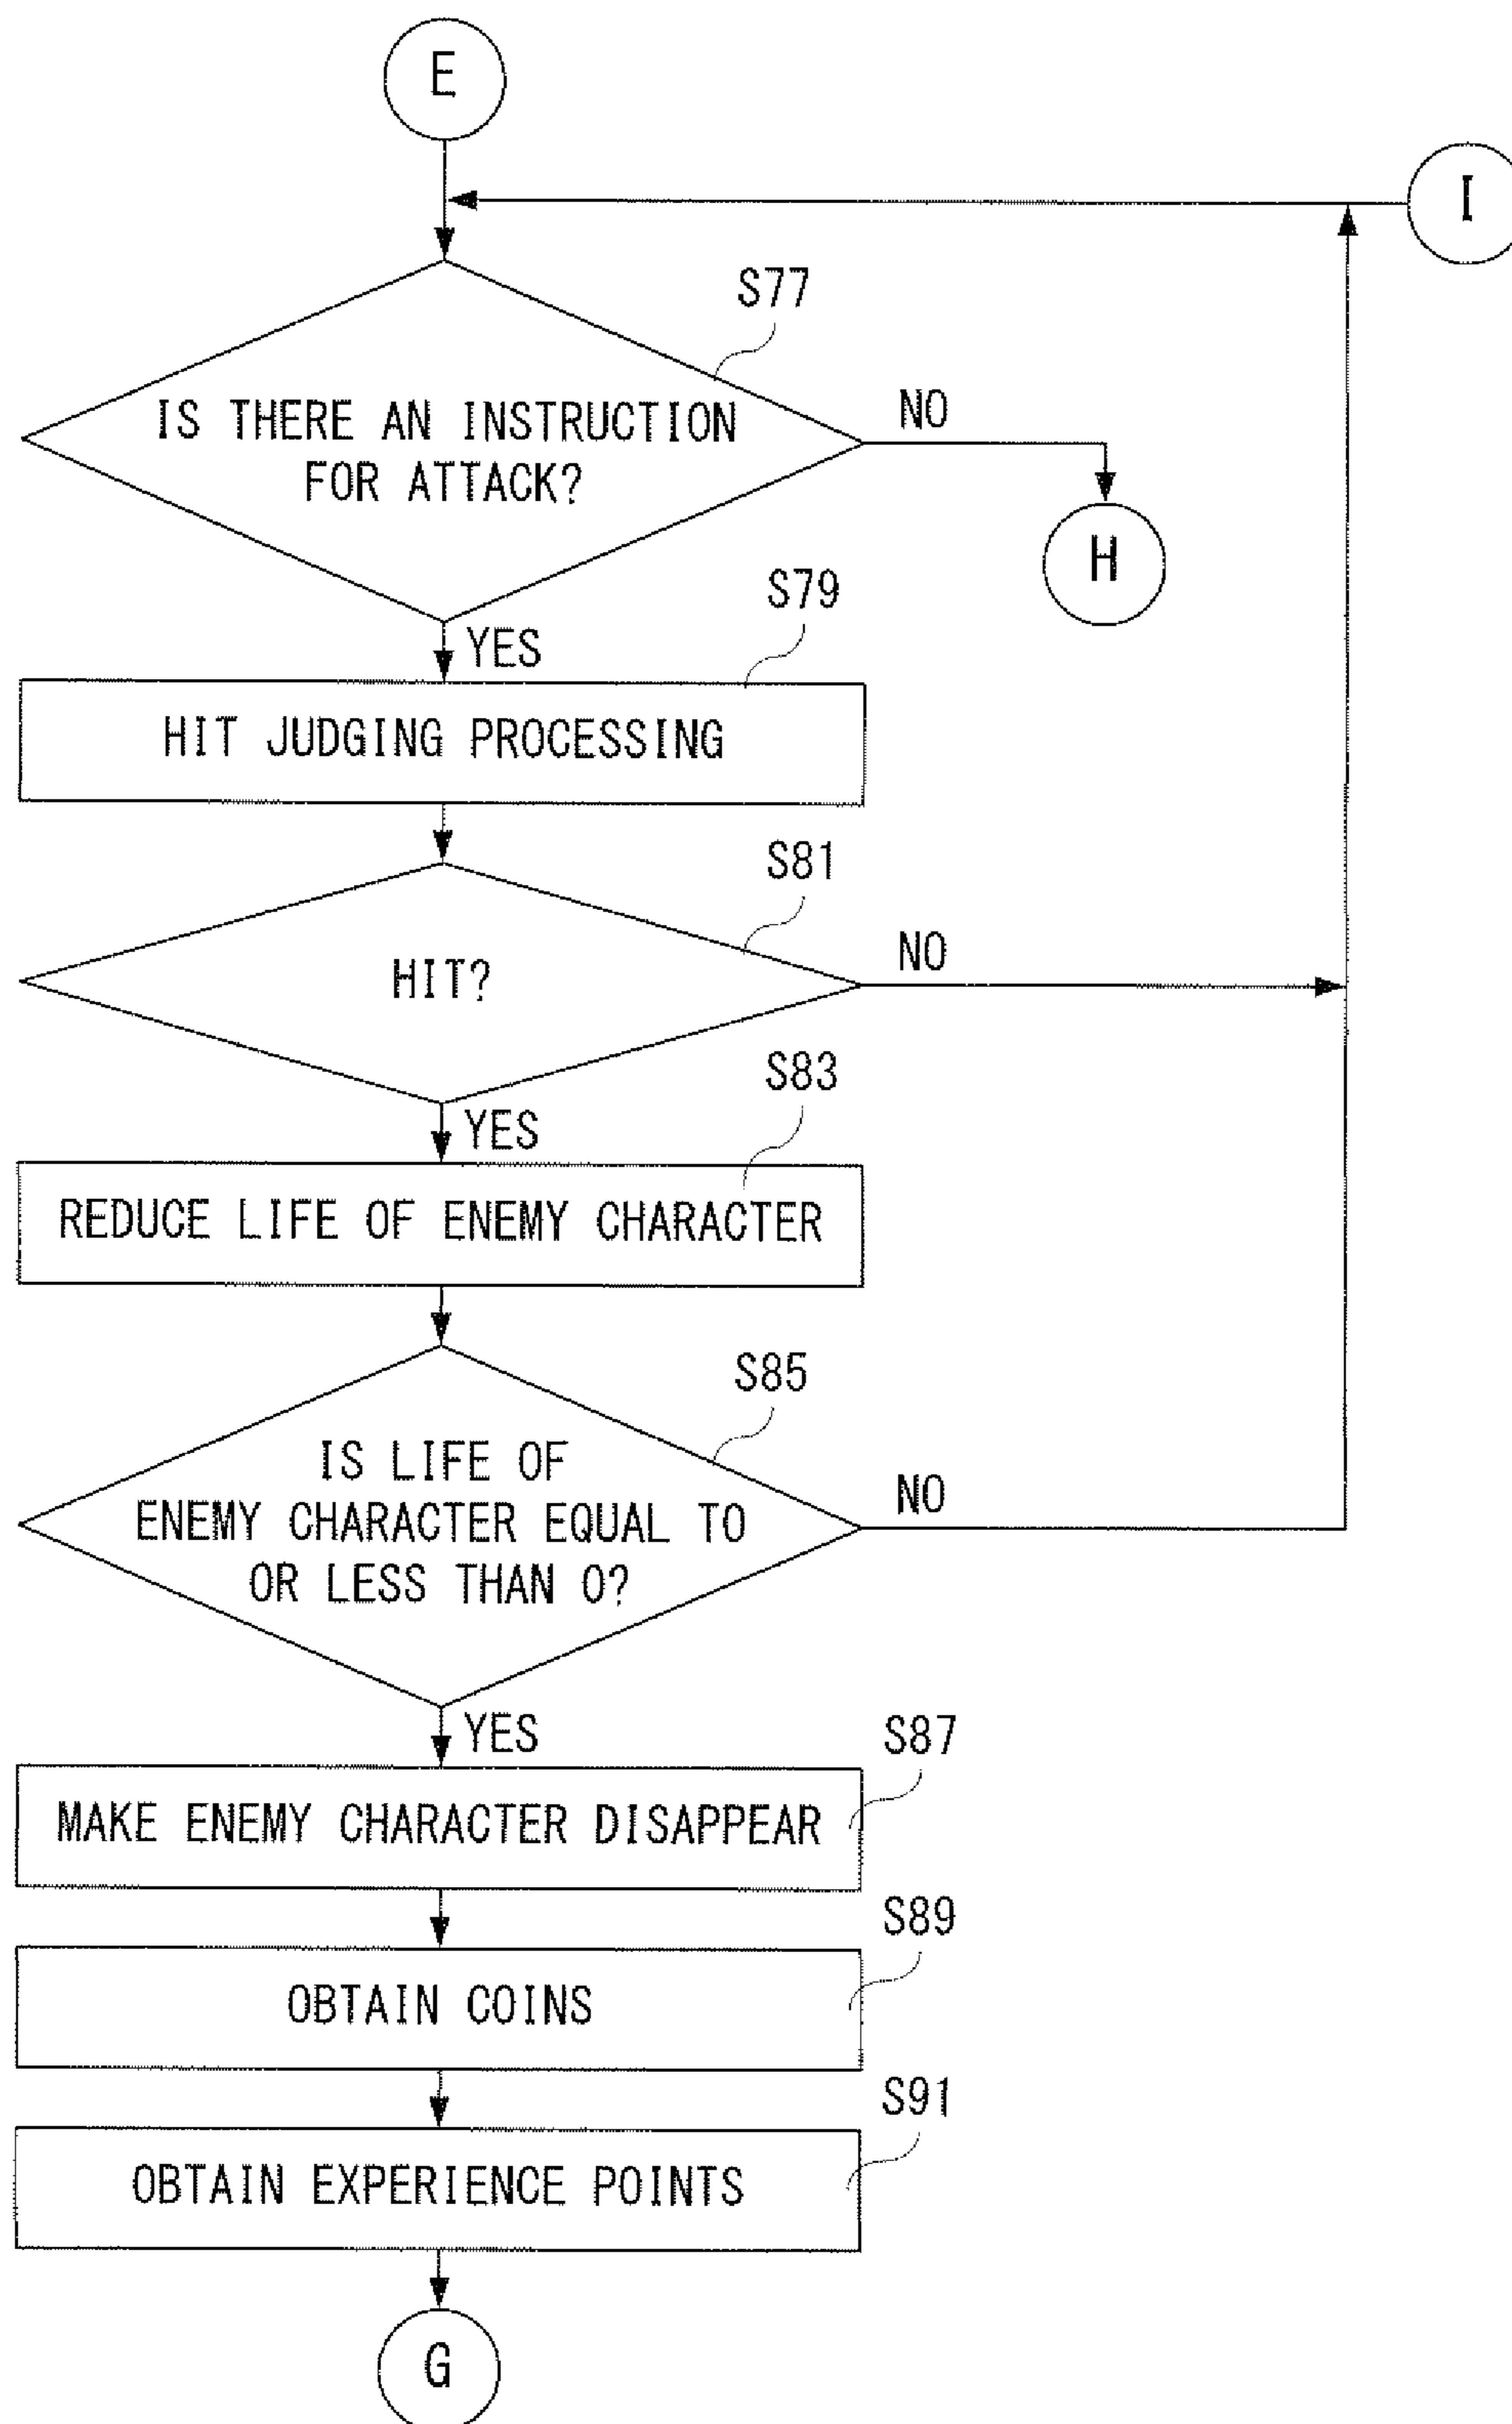 E
I
S77
IS THERE AN INSTRUCTION
FOR ATTACK?
NO
H
YES
S79
HIT JUDGING PROCESSING
S81
HIT?
NO
YES
S83
REDUCE LIFE OF ENEMY CHARACTER
S85
IS LIFE OF
ENEMY CHARACTER EQUAL TO
OR LESS THAN 0?
NO
YES
S87
MAKE ENEMY CHARACTER DISAPPEAR
S89
OBTAIN COINS
S91
OBTAIN EXPERIENCE POINTS
G